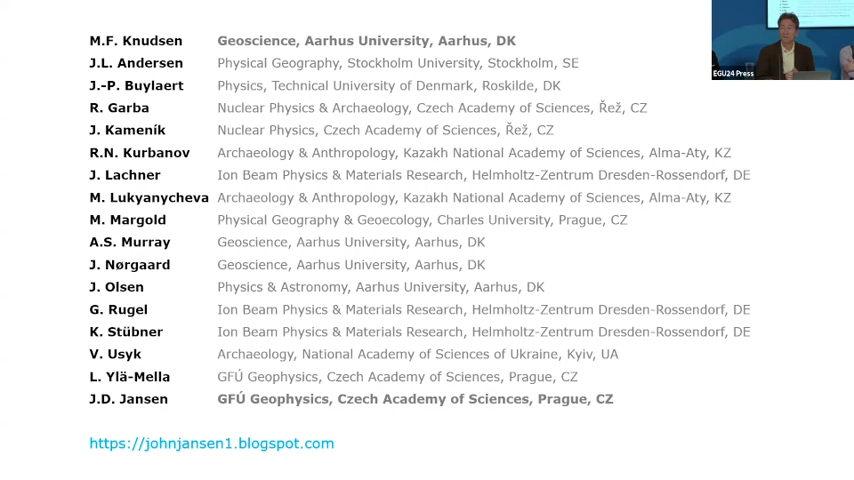 M.F. Knudsen Geoscience, Aarhus University, Aarhus, DK
J.L. Andersen Physical Geography, Stockholm University, Stockholm, SE
J.-P. Buylaert Physics, Technical University of Denmark, Roskilde, DK
R. Garba Nuclear Physics & Archaeology, Czech Academy of Sciences, Řež, CZ
J. Kameník Nuclear Physics, Czech Academy of Sciences, Řež, CZ
R.N. Kurbanov Archaeology & Anthropology, Kazakh National Academy of Sciences, Alma-Aty, KZ
J. Lachner Ion Beam Physics & Materials Research, Helmholtz-Zentrum Dresden-Rossendorf, DE
M. Lukyanycheva Archaeology & Anthropology, Kazakh National Academy of Sciences, Alma-Aty, KZ
M. Margold Physical Geography & Geoecology, Charles University, Prague, CZ
A.S. Murray Geoscience, Aarhus University, Aarhus, DK
J. Nørgaard Geoscience, Aarhus University, Aarhus, DK
J. Olsen Physics & Astronomy, Aarhus University, Aarhus, DK
G. Rugel Ion Beam Physics & Materials Research, Helmholtz-Zentrum Dresden-Rossendorf, DE
K. Stübner Ion Beam Physics & Materials Research, Helmholtz-Zentrum Dresden-Rossendorf, DE
V. Usyk Archaeology, National Academy of Sciences of Ukraine, Kyiv, UA
L. Ylä-Mella GFÚ Geophysics, Czech Academy of Sciences, Prague, CZ
J.D. Jansen GFÚ Geophysics, Czech Academy of Sciences, Prague, CZ
https://johnjansen1.blogspot.com
EGU24 Press